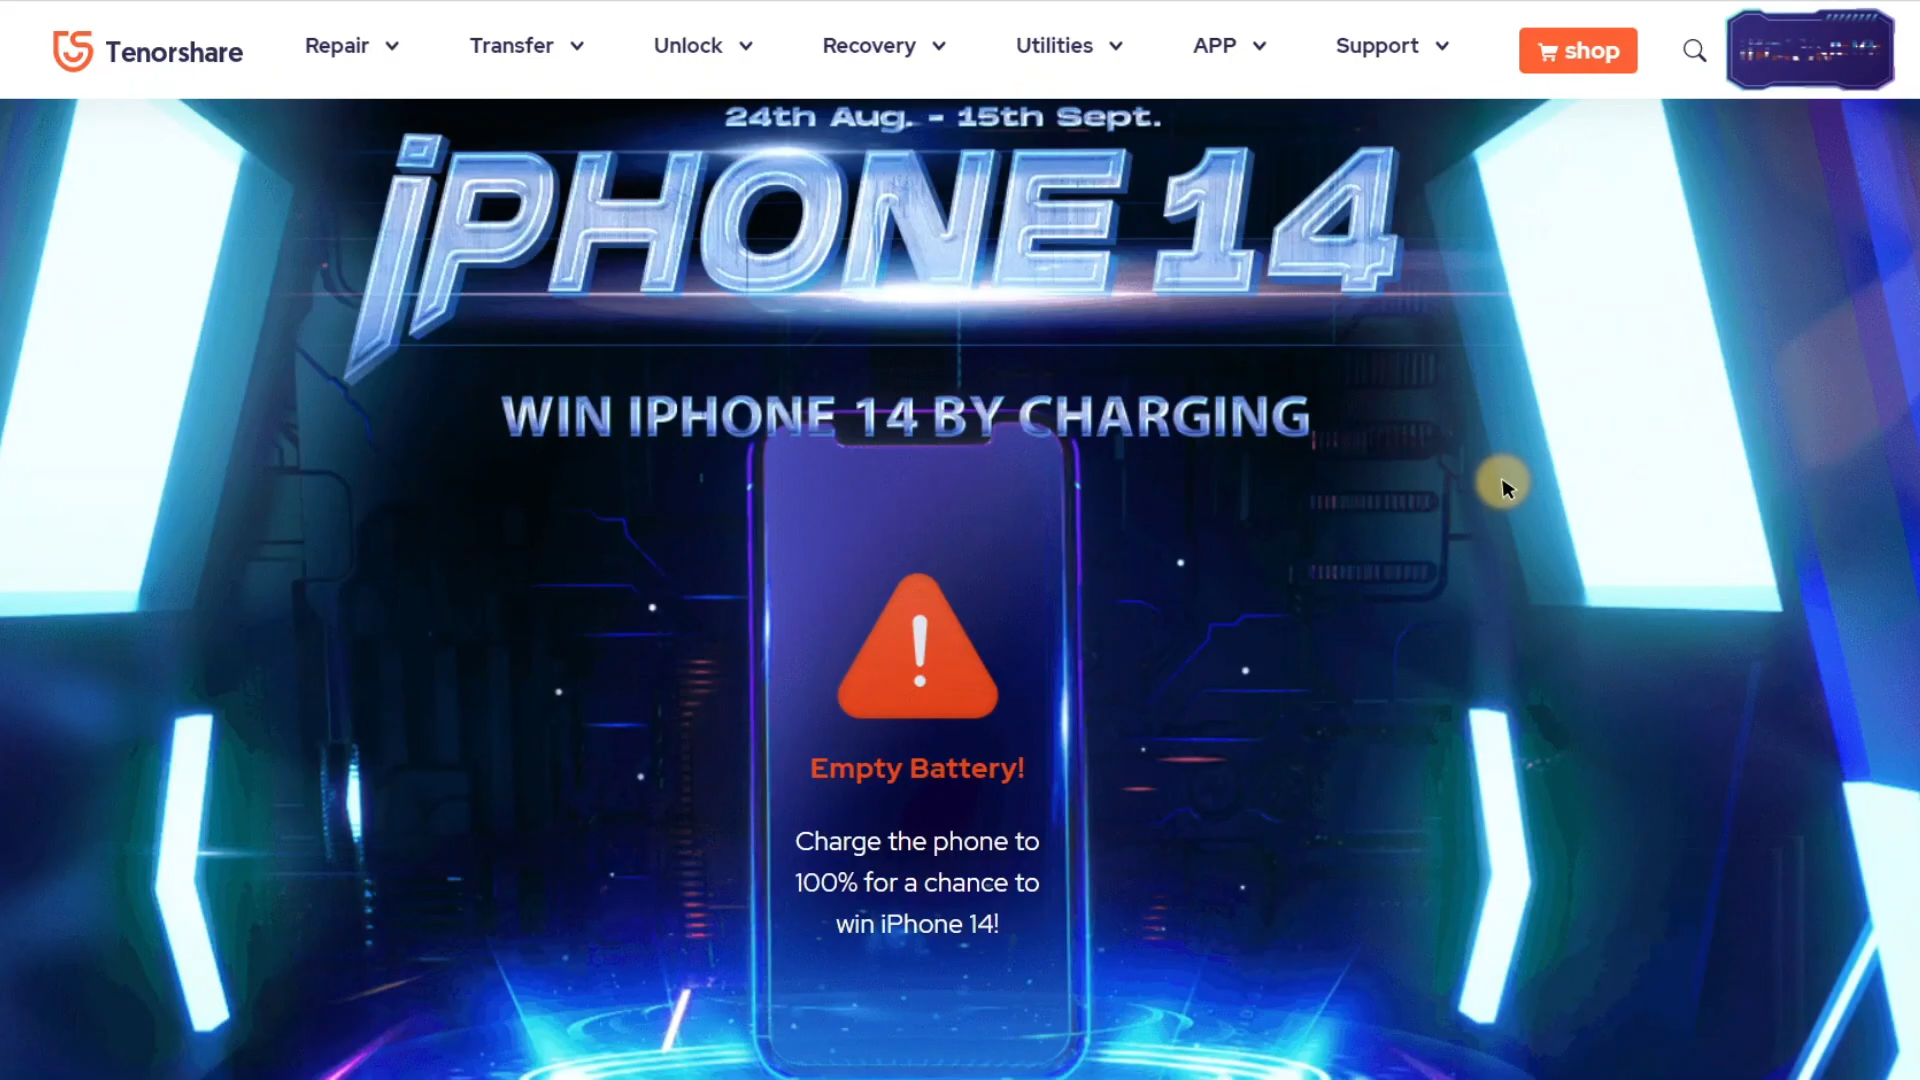 Tenorshare
Repair
Transfer
Unlock
Recovery
Utilities
APP
Support
shop
24th Aug. - 15th Sept.
iPHONE 14
WIN IPHONE 14 BY CHARGING
!
Empty Battery!
Charge the phone to
100% for a chance to
win iPhone 14!